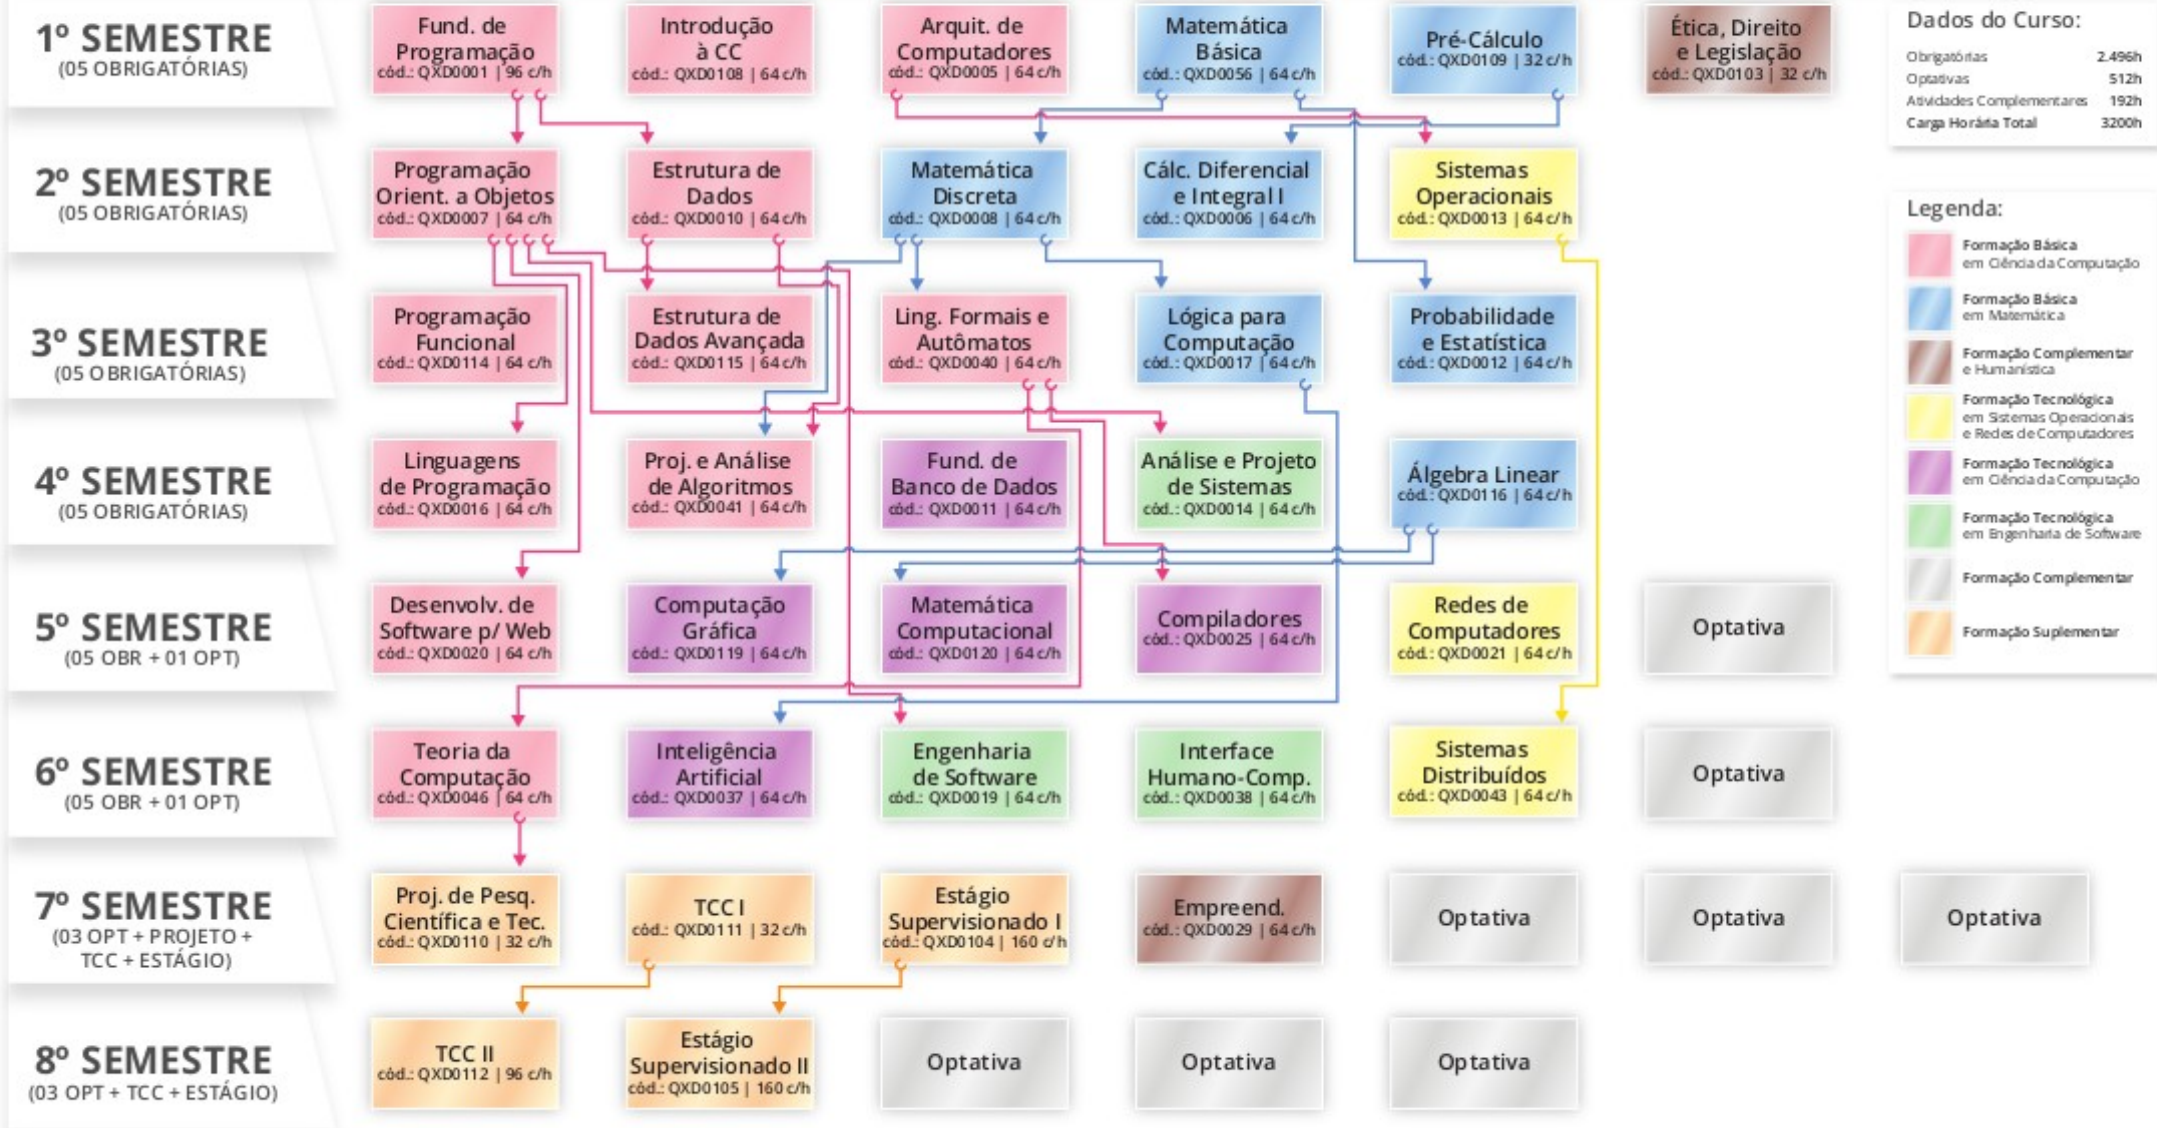 1º SEMESTRE
(05 OBRIGATÓRIAS)
Fund. de
Programação
cód.: QXD0001 | 96 c/h
Introdução
à CC
cód.: QXD0108 | 64 c/h
Arquit. de
Computadores
cód.: QXD0005 | 64 c/h
Matemática
Básica
cód.: QXD0056 | 64 c/h
Pré-Cálculo
cód.: QXD0109 | 32 c/h
Ética, Direito
e Legislação
cód.: QXD0103 | 32 c/h
Dados do Curso:
Obrigatórias 2.496h
Optativas 512h
Atividades Complementares 192h
Carga Horária Total 3200h
2º SEMESTRE
(05 OBRIGATÓRIAS)
Programação
Orient. a Objetos
cód.: QXD0007 | 64 c/h
Estrutura de
Dados
cód.: QXD0010 | 64 c/h
Matemática
Discreta
cód.: QXD0008 | 64 c/h
Cálc. Diferencial
e Integral I
cód.: QXD0006 | 64 c/h
Sistemas
Operacionais
cód.: QXD0013 | 64 c/h
Legenda:
Formação Básica
em Ciência da Computação
Formação Básica
em Matemática
Formação Complementar
e Humanística
Formação Tecnológica
em Sistemas Operacionais
e Redes de Computadores
Formação Tecnológica
em Ciência da Computação
Formação Tecnológica
em Engenharia de Software
Formação Complementar
Formação Suplementar
3º SEMESTRE
(05 OBRIGATÓRIAS)
Programação
Funcional
cód.: QXD0114 | 64 c/h
Estrutura de
Dados Avançada
cód.: QXD0115 | 64 c/h
Ling. Formais e
Autômatos
cód.: QXD0040 | 64 c/h
Lógica para
Computação
cód.: QXD0017 | 64 c/h
Probabilidade
e Estatística
cód.: QXD0012 | 64 c/h
4º SEMESTRE
(05 OBRIGATÓRIAS)
Linguagens
de Programação
cód.: QXD0016 | 64 c/h
Proj. e Análise
de Algoritmos
cód.: QXD0041 | 64 c/h
Fund. de
Banco de Dados
cód.: QXD0011 | 64 c/h
Análise e Projeto
de Sistemas
cód.: QXD0014 | 64 c/h
Álgebra Linear
cód.: QXD0116 | 64 c/h
5º SEMESTRE
(05 OBR + 01 OPT)
Desenvolv. de
Software p/ Web
cód.: QXD0020 | 64 c/h
Computação
Gráfica
cód.: QXD0119 | 64 c/h
Matemática
Computacional
cód.: QXD0120 | 64 c/h
Compiladores
cód.: QXD0025 | 64 c/h
Redes de
Computadores
cód.: QXD0021 | 64 c/h
Optativa
6º SEMESTRE
(05 OBR + 01 OPT)
Teoria da
Computação
cód.: QXD0046 | 64 c/h
Inteligência
Artificial
cód.: QXD0037 | 64 c/h
Engenharia
de Software
cód.: QXD0019 | 64 c/h
Interface
Humano-Comp.
cód.: QXD0038 | 64 c/h
Sistemas
Distribuídos
cód.: QXD0043 | 64 c/h
Optativa
7º SEMESTRE
(03 OPT + PROJETO +
TCC + ESTÁGIO)
Proj. de Pesq.
Científica e Tec.
cód.: QXD0110 | 32 c/h
TCC I
cód.: QXD0111 | 32 c/h
Estágio
Supervisionado I
cód.: QXD0104 | 160 c/h
Empreend.
cód.: QXD0029 | 64 c/h
Optativa
Optativa
Optativa
8º SEMESTRE
(03 OPT + TCC + ESTÁGIO)
TCC II
cód.: QXD0112 | 96 c/h
Estágio
Supervisionado II
cód.: QXD0105 | 160 c/h
Optativa
Optativa
Optativa